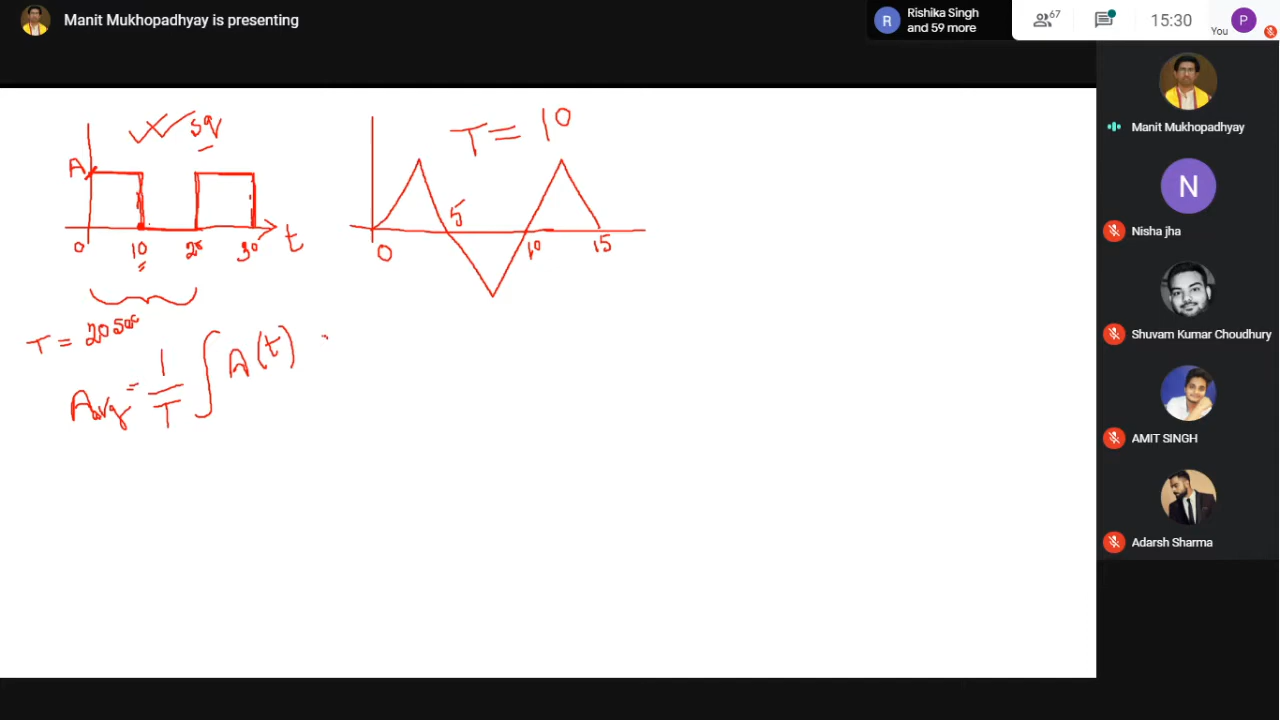 Manit Mukhopadhyay is presenting
R
Rishika Singh
and 59 more
67
15:30
You
P
Manit Mukhopadhyay
N
Nisha jha
Shuvam Kumar Choudhury
AMIT SINGH
Adarsh Sharma
sq
A
0 10 20 30 t
T = 20 sec
Aavg = 1/T ∫ A(t)
T = 10
0 5 10 15